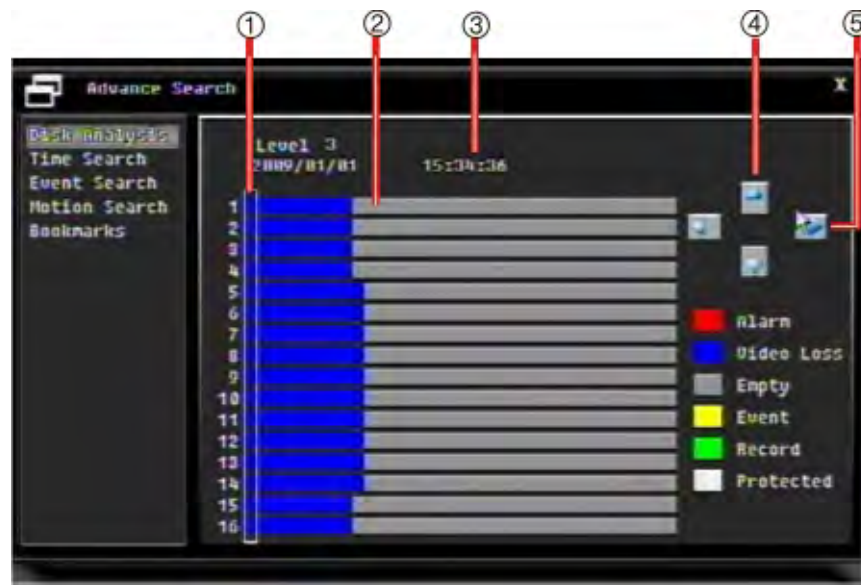 ① ② ③ ④ ⑤
Advance Search X
Disk Analysis
Time Search
Event Search
Motion Search
Bookmarks
Level 3
2009/01/01 15:34:36
1
2
3
4
5
6
7
8
9
10
11
12
13
14
15
16
Alarm
Video Loss
Empty
Event
Record
Protected